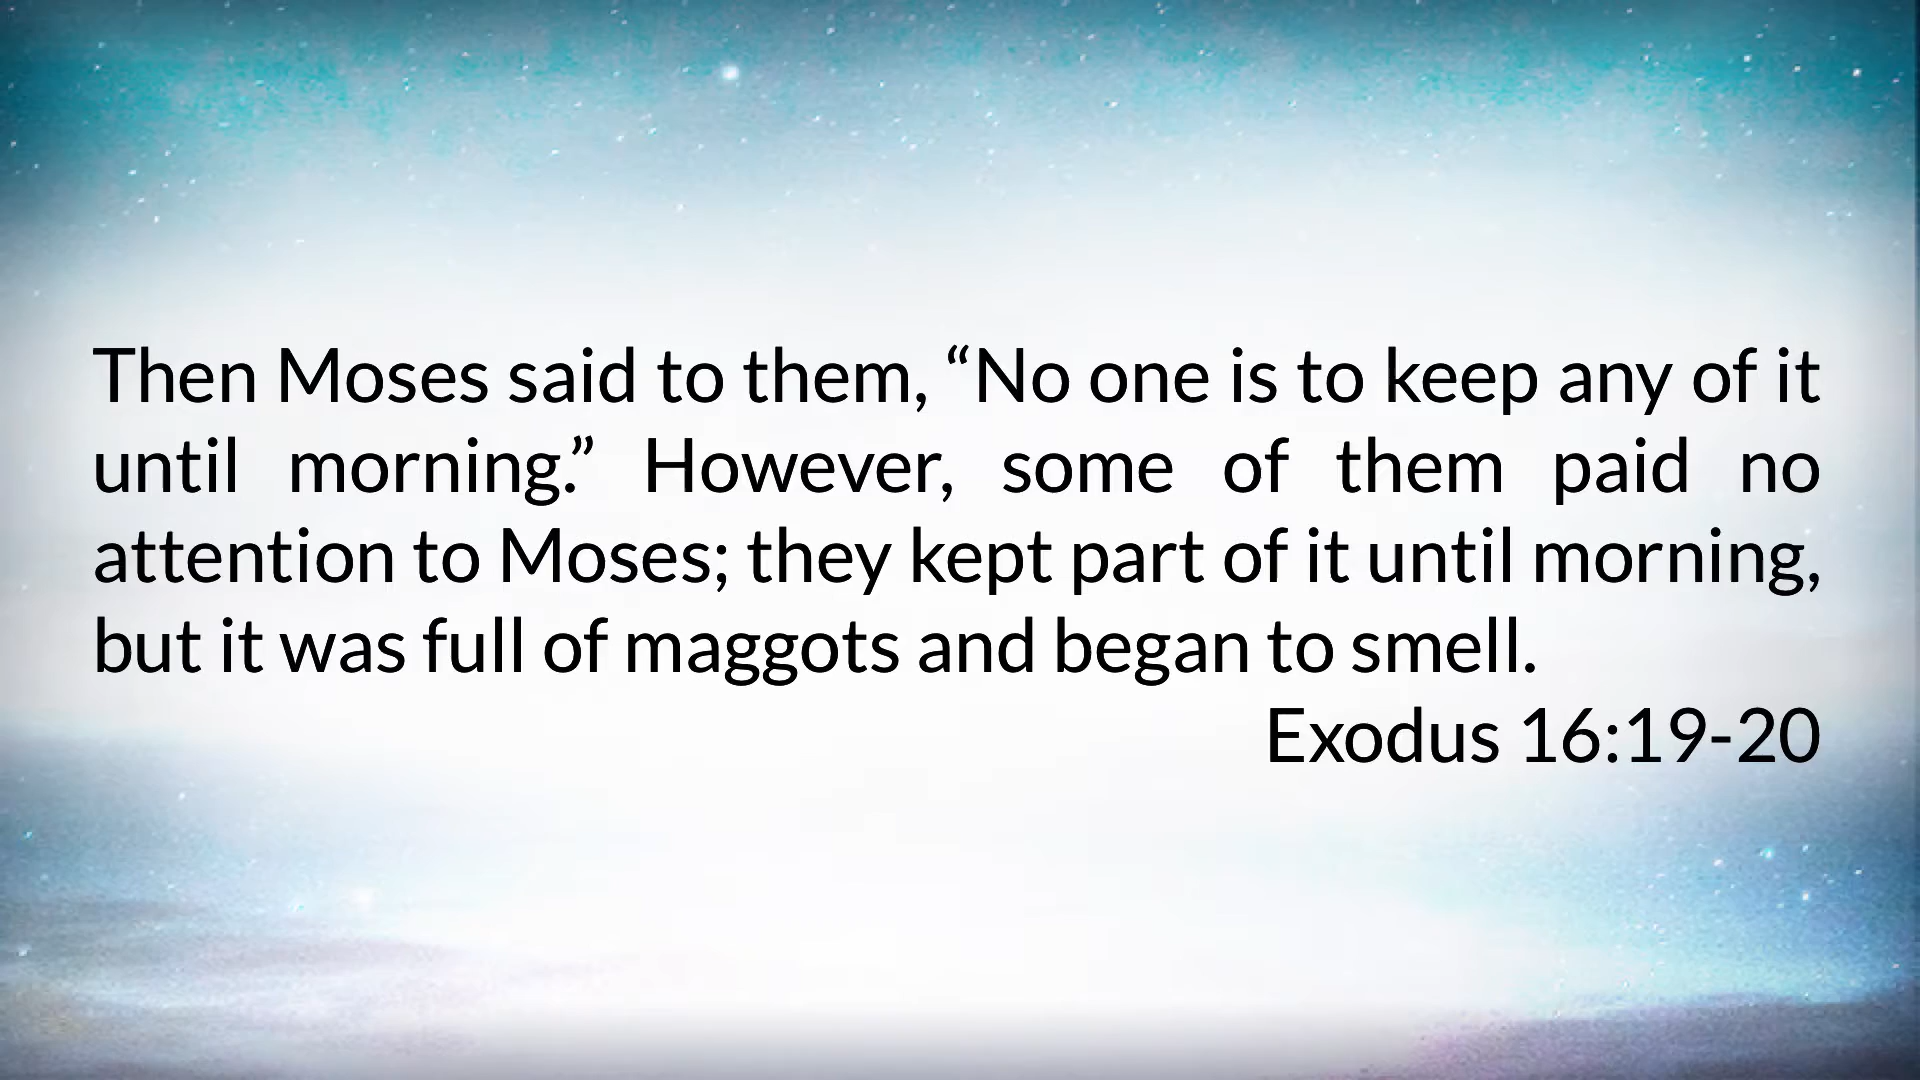 Then Moses said to them, “No one is to keep any of it
until morning.” However, some of them paid no
attention to Moses; they kept part of it until morning,
but it was full of maggots and began to smell.
Exodus 16:19-20